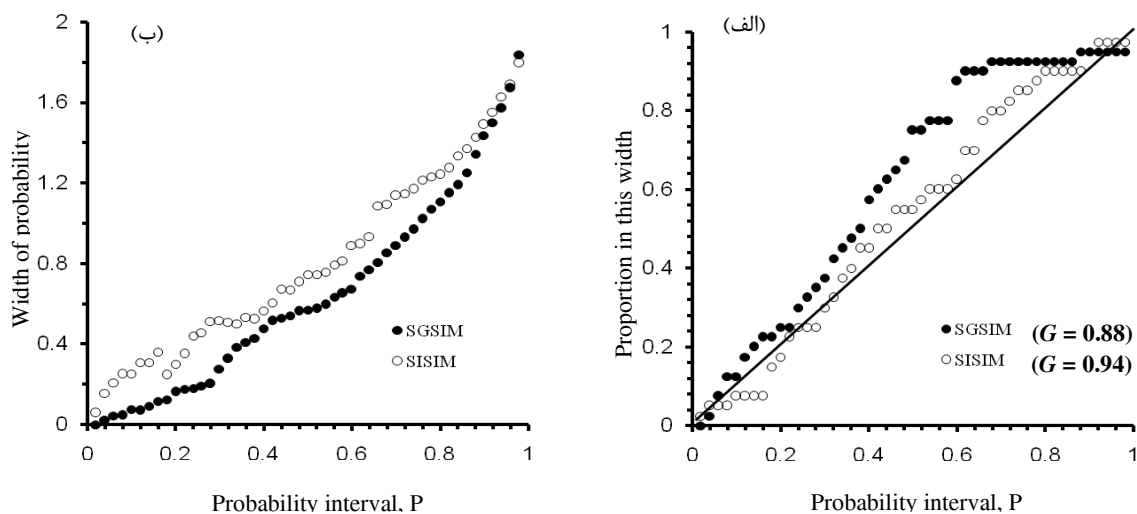 (ب)
2
1.6
1.2
0.8
0.4
0
Width of probability
SGSIM
SISIM
0 0.2 0.4 0.6 0.8 1
Probability interval, P
(الف)
1
0.8
0.6
0.4
0.2
0
Proportion in this width
SGSIM (G = 0.88)
SISIM (G = 0.94)
0 0.2 0.4 0.6 0.8 1
Probability interval, P